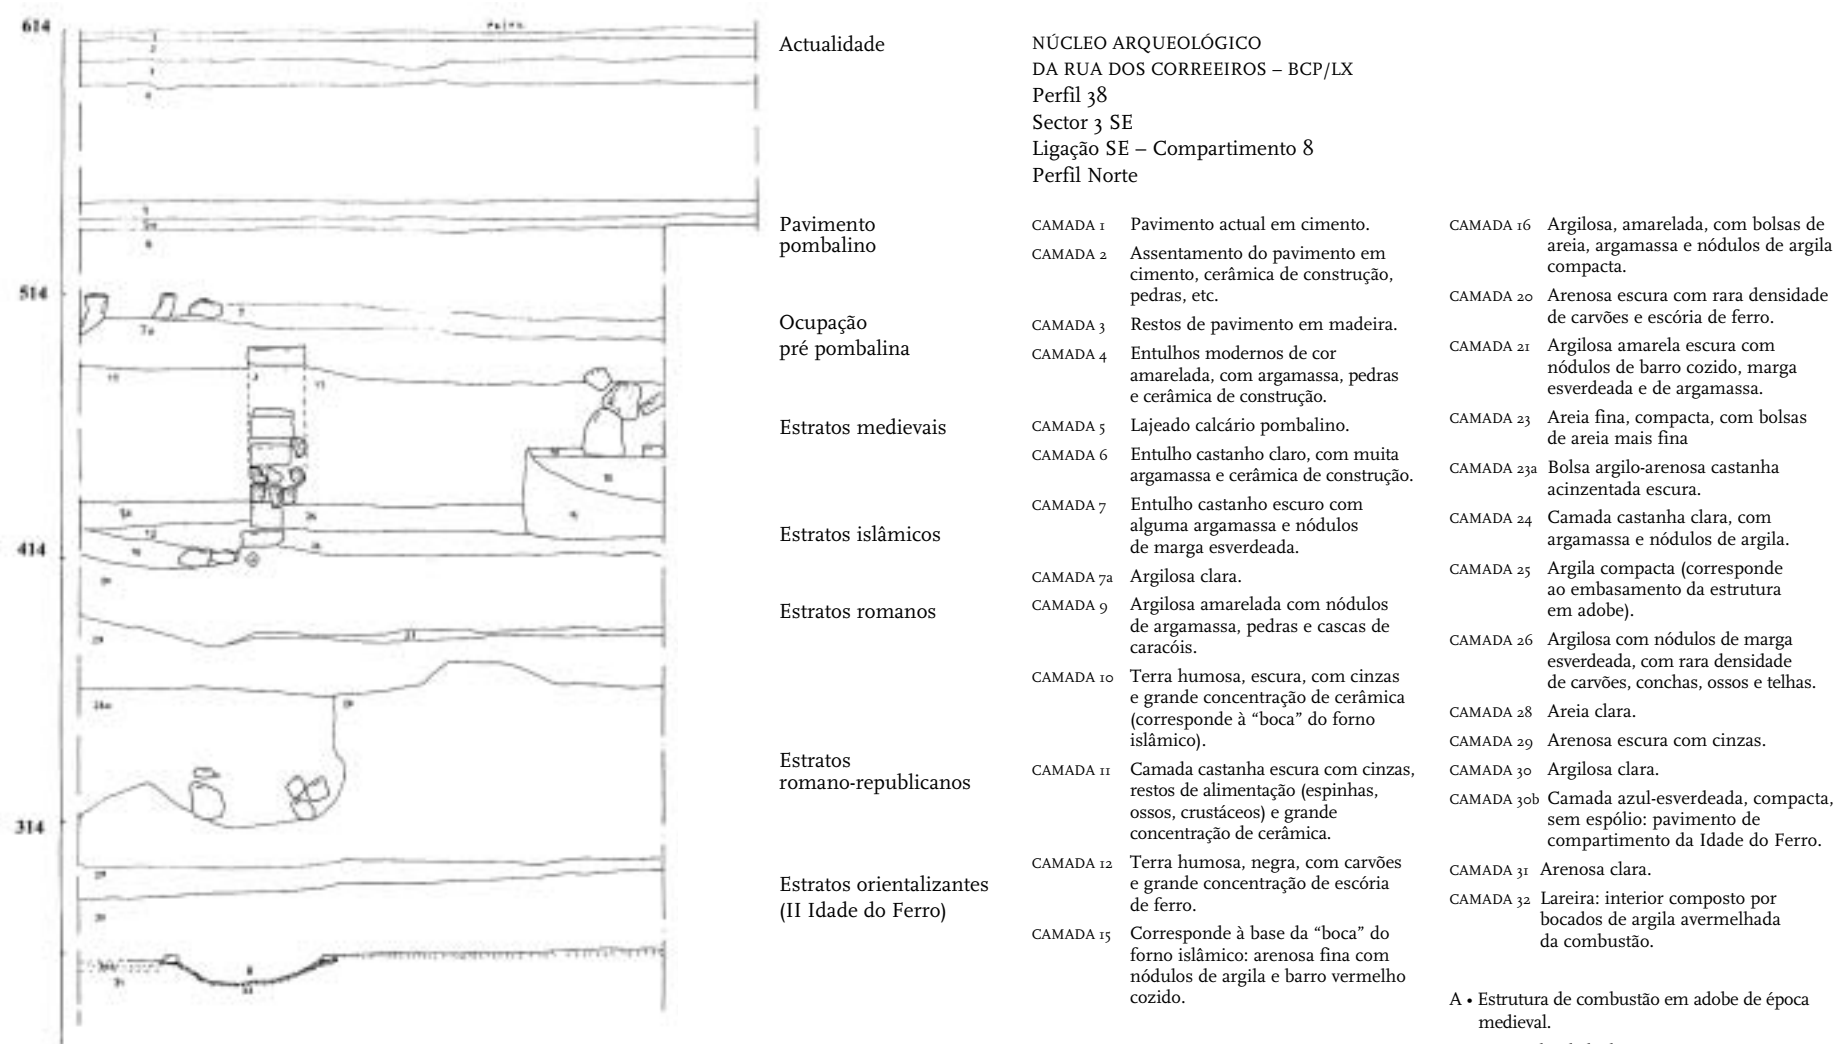 614
514
414
314
Actualidade
Pavimento
pombalino
Ocupação
pré pombalina
Estratos medievais
Estratos islâmicos
Estratos romanos
Estratos
romano-republicanos
Estratos orientalizantes
(II Idade do Ferro)
NÚCLEO ARQUEOLÓGICO
DA RUA DOS CORREEIROS – BCP/LX
Perfil 38
Sector 3 SE
Ligação SE – Compartimento 8
Perfil Norte
CAMADA 1 Pavimento actual em cimento.
CAMADA 2 Assentamento do pavimento em
cimento, cerâmica de construção,
pedras, etc.
CAMADA 3 Restos de pavimento em madeira.
CAMADA 4 Entulhos modernos de cor
amarelada, com argamassa, pedras
e cerâmica de construção.
CAMADA 5 Lajeado calcário pombalino.
CAMADA 6 Entulho castanho claro, com muita
argamassa e cerâmica de construção.
CAMADA 7 Entulho castanho escuro com
alguma argamassa e nódulos
de marga esverdeada.
CAMADA 7a Argilosa clara.
CAMADA 9 Argilosa amarelada com nódulos
de argamassa, pedras e cascas de
caracóis.
CAMADA 10 Terra humosa, escura, com cinzas
e grande concentração de cerâmica
(corresponde à “boca” do forno
islâmico).
CAMADA 11 Camada castanha escura com cinzas,
restos de alimentação (espinhas,
ossos, crustáceos) e grande
concentração de cerâmica.
CAMADA 12 Terra humosa, negra, com carvões
e grande concentração de escória
de ferro.
CAMADA 15 Corresponde à base da “boca” do
forno islâmico: arenosa fina com
nódulos de argila e barro vermelho
cozido.
CAMADA 16 Argilosa, amarelada, com bolsas de
areia, argamassa e nódulos de argila
compacta.
CAMADA 20 Arenosa escura com rara densidade
de carvões e escória de ferro.
CAMADA 21 Argilosa amarela escura com
nódulos de barro cozido, marga
esverdeada e de argamassa.
CAMADA 23 Areia fina, compacta, com bolsas
de areia mais fina
CAMADA 23a Bolsa argilo-arenosa castanha
acinzentada escura.
CAMADA 24 Camada castanha clara, com
argamassa e nódulos de argila.
CAMADA 25 Argila compacta (corresponde
ao embasamento da estrutura
em adobe).
CAMADA 26 Argilosa com nódulos de marga
esverdeada, com rara densidade
de carvões, conchas, ossos e telhas.
CAMADA 28 Areia clara.
CAMADA 29 Arenosa escura com cinzas.
CAMADA 30 Argilosa clara.
CAMADA 30b Camada azul-esverdeada, compacta,
sem espólio: pavimento de
compartimento da Idade do Ferro.
CAMADA 31 Arenosa clara.
CAMADA 32 Lareira: interior composto por
bocados de argila avermelhada
da combustão.
A • Estrutura de combustão em adobe de época
medieval.